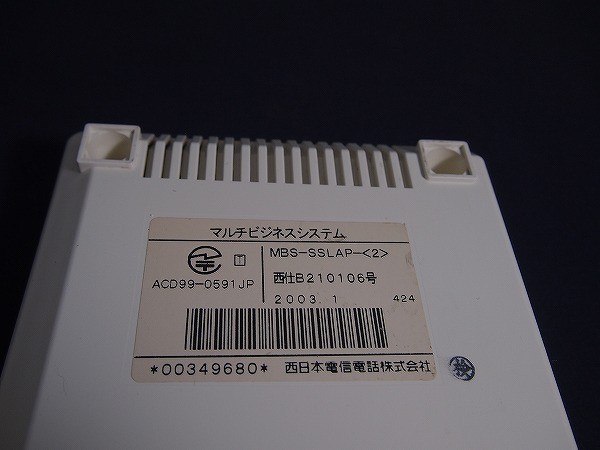 マルチビジネスシステム
T
MBS-SSLAP-<2>
ACD99-0591JP
西仕B210106号
2003.1
424
*00349680*
西日本電信電話株式会社